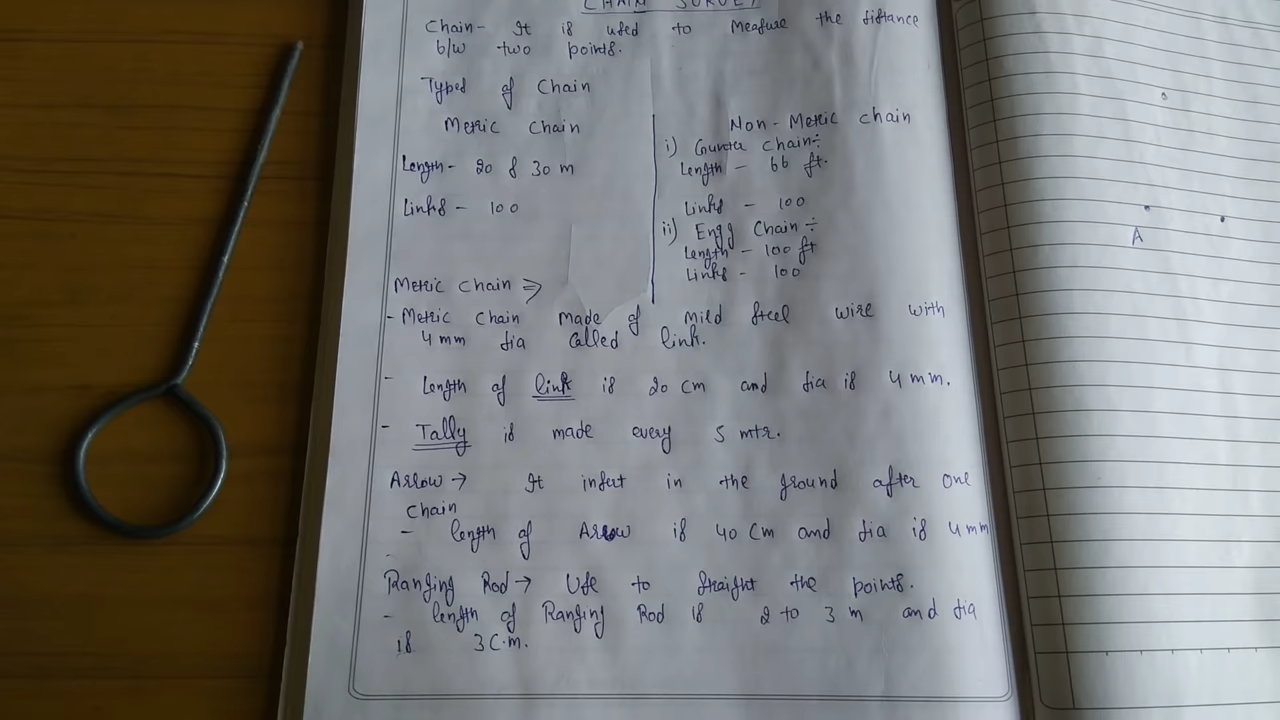 CHAIN SURVEY
Chain- It is used to Measure the distance
b/w two points.
Types of Chain
Metric Chain
Length- 20 & 30 m
Links - 100
Non-Metric chain
i) Gunter Chain÷
Length - 66 ft.
Links - 100
ii) Engg Chain÷
Length - 100 ft
Links - 100
Metric Chain ⇒
- Metric Chain made of Mild steel wire with
4 mm dia called link.
- Length of link is 20 cm and dia is 4 mm.
- Tally is made every 5 mtr.
Arrow → It insert in the ground after one
chain
- length of Arrow is 40 Cm and dia is 4 mm
Ranging Rod → Use to straight the points.
- length of Ranging Rod is 2 to 3 m and dia
is 3 C.m.
A